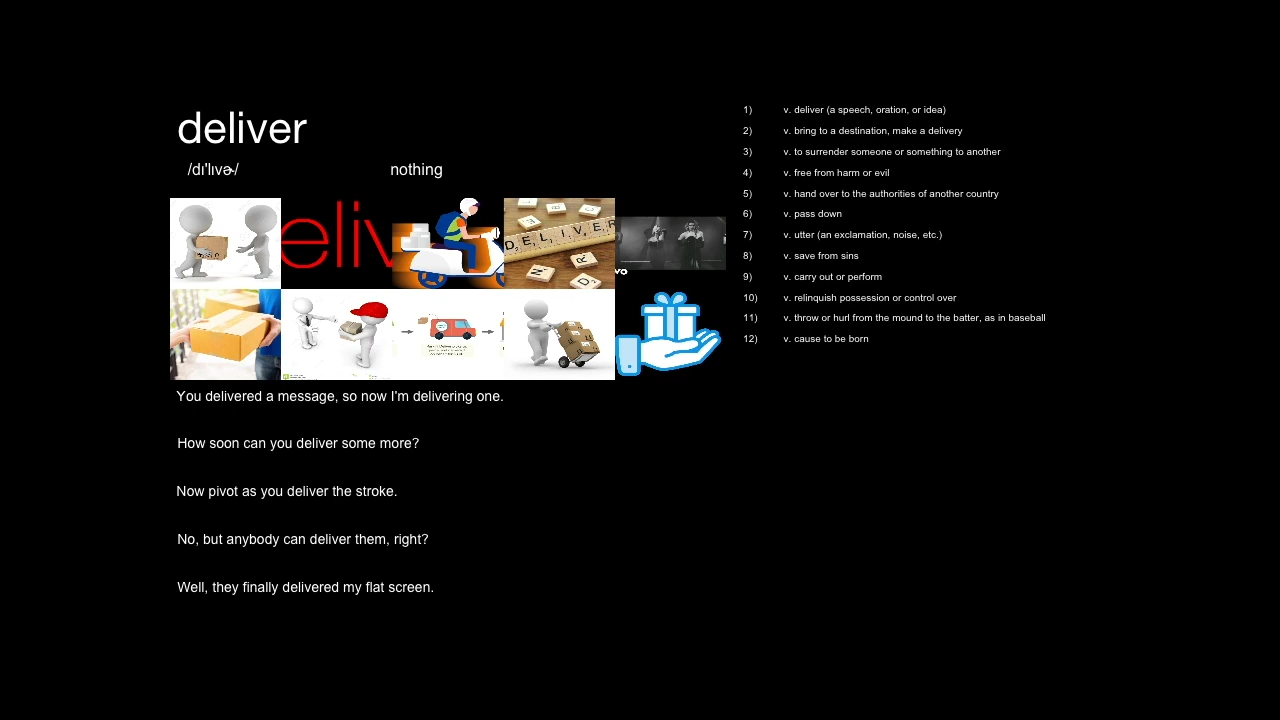 deliver
/dɪ'lɪvɚ/
nothing
eliv
DELIVER
vo
You delivered a message, so now I'm delivering one.
How soon can you deliver some more?
Now pivot as you deliver the stroke.
No, but anybody can deliver them, right?
Well, they finally delivered my flat screen.
1) v. deliver (a speech, oration, or idea)
2) v. bring to a destination, make a delivery
3) v. to surrender someone or something to another
4) v. free from harm or evil
5) v. hand over to the authorities of another country
6) v. pass down
7) v. utter (an exclamation, noise, etc.)
8) v. save from sins
9) v. carry out or perform
10) v. relinquish possession or control over
11) v. throw or hurl from the mound to the batter, as in baseball
12) v. cause to be born